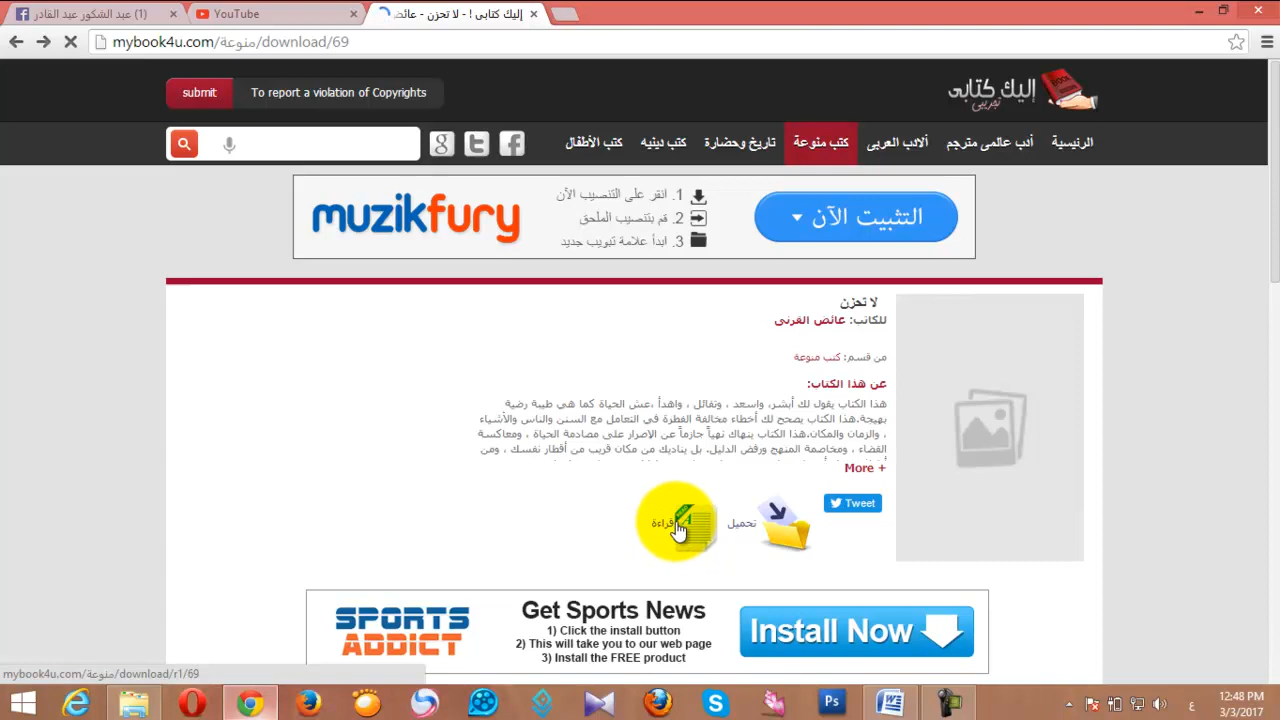 (1) عبد الشكور عبد القادر
YouTube
إليك كتابى ! - لا تحزن - عائض
mybook4u.com/منوعة/download/69
submit
To report a violation of Copyrights
إليك كتابى
تجريبى
الرئيسية
أدب عالمى مترجم
ألادب العربى
كتب منوعة
تاريخ وحضارة
كتب دينيه
كتب الأطفال
muzikfury
1. انقر على التنصيب الأن
2. قم بتنصيب الملحق
3. ابدأ علامة تبويب جديد
التثبيت الآن
لا تحزن
للكاتب: عائض القرنى
من قسم: كتب منوعة
عن هذا الكتاب:
هذا الكتاب يقول لك أبشر، واسعد ، وتفائل ، واهدأ ،عش الحياة كما هي طيبة رضية
بهيجة.هذا الكتاب يصحح لك أخطاء مخالفة الفطرة في التعامل مع السنن والناس والأشياء
، والزمان والمكان.هذا الكتاب ينهاك نهياً جازماً عن الإصرار على مصادمة الحياة ، ومعاكسة
القضاء ، ومخاصمة المنهج ورفض الدليل. بل يناديك من مكان قريب من أقطار نفسك ، ومن
More +
Tweet
تحميل
قراءة
SPORTS
ADDICT
Get Sports News
1) Click the install button
2) This will take you to our web page
3) Install the FREE product
Install Now
mybook4u.com/منوعة/download/r1/69
Ps
ع
12:48 PM
3/3/2017